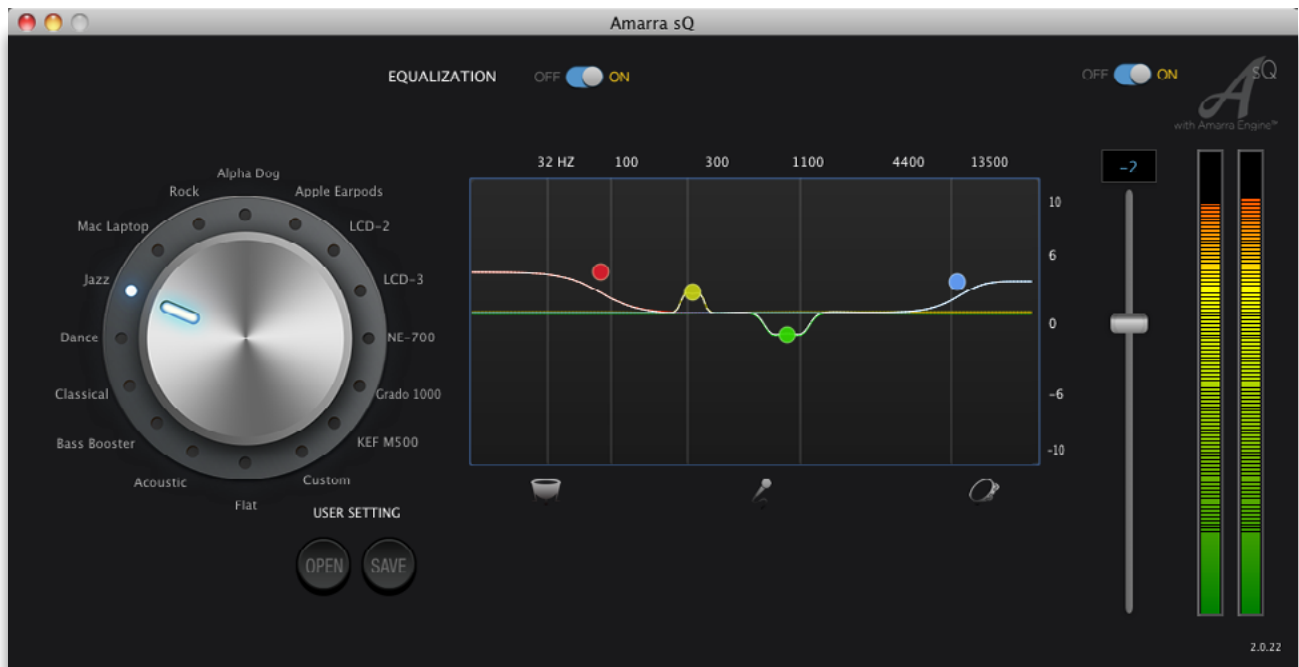 Amarra sQ
EQUALIZATION OFF ON
OFF ON
A sQ
with Amarra Engine™
32 HZ 100 300 1100 4400 13500
-2
10
6
0
-6
-10
Alpha Dog
Rock
Apple Earpods
Mac Laptop
LCD-2
Jazz
LCD-3
Dance
NE-700
Classical
Grado 1000
Bass Booster
KEF M500
Acoustic
Custom
Flat
USER SETTING
OPEN SAVE
2.0.22